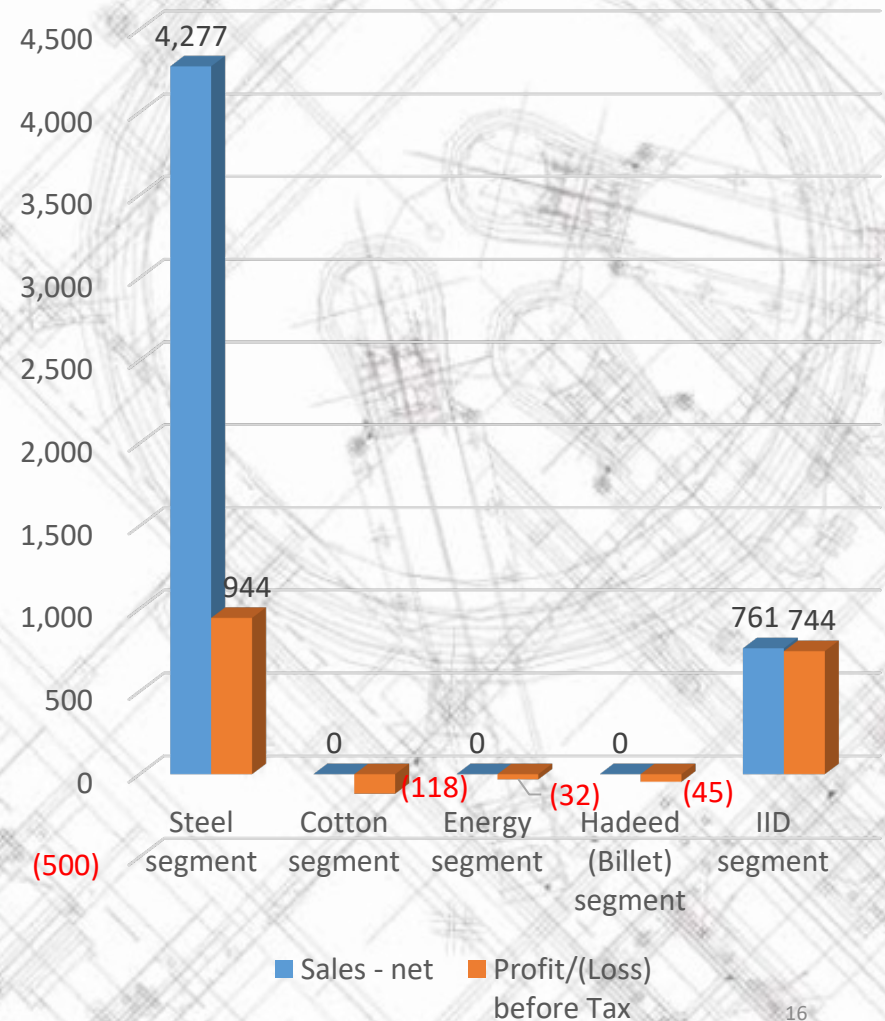 4,500
4,000
3,500
3,000
2,500
2,000
1,500
1,000
500
0
(500)
4,277
944
0
(118)
0
(32)
0
(45)
761
744
Steel
segment
Cotton
segment
Energy
segment
Hadeed
(Billet)
segment
IID
segment
Sales - net
Profit/(Loss)
before Tax
16